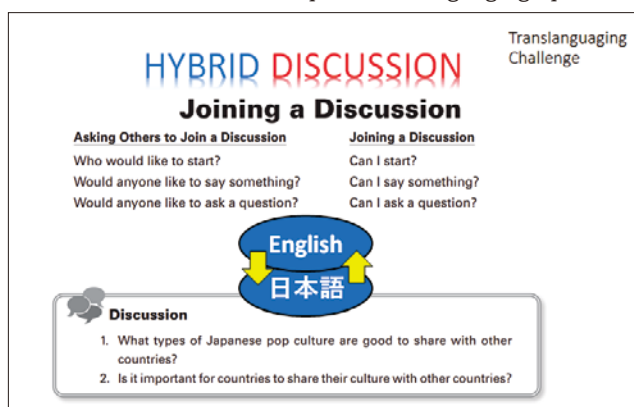 Translanguaging
Challenge
HYBRID DISCUSSION
Joining a Discussion
Asking Others to Join a Discussion
Who would like to start?
Would anyone like to say something?
Would anyone like to ask a question?
Joining a Discussion
Can I start?
Can I say something?
Can I ask a question?
English
日本語
Discussion
1. What types of Japanese pop culture are good to share with other
countries?
2. Is it important for countries to share their culture with other countries?